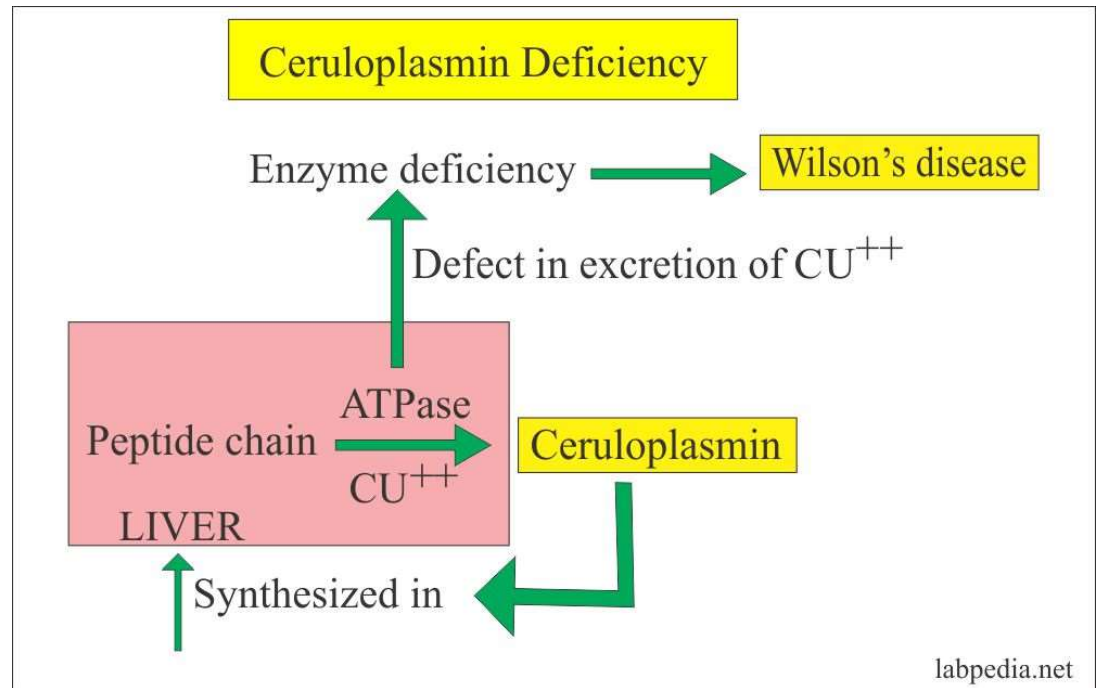 Ceruloplasmin Deficiency
Enzyme deficiency
Wilson's disease
Defect in excretion of CU++
ATPase
Peptide chain
CU++
Ceruloplasmin
LIVER
Synthesized in
labpedia.net